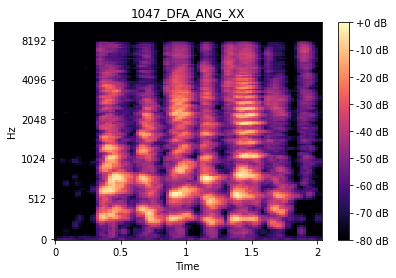 1047_DFA_ANG_XX
+0 dB
8192
-10 dB
4096
-20 dB
-30 dB
2048
Hz
-40 dB
1024
-50 dB
512
-60 dB
-70 dB
0
-80 dB
0
0.5
1
1.5
2
Time